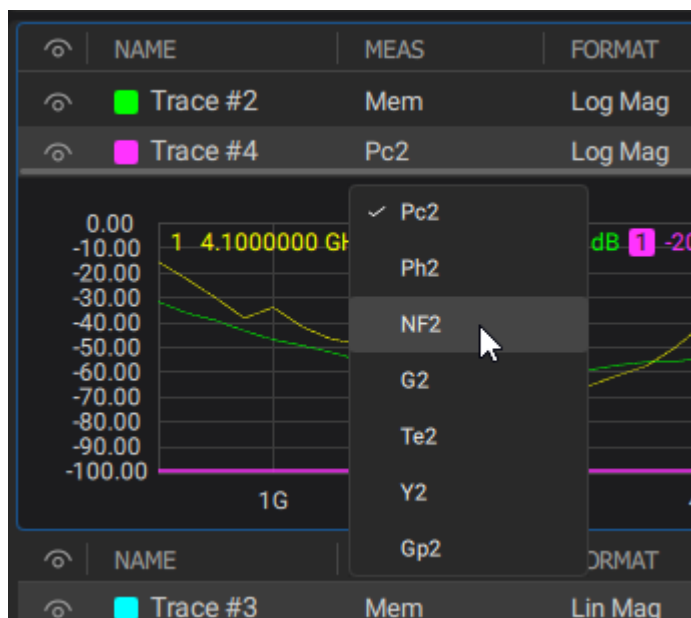 NAME MEAS FORMAT
Trace #2 Mem Log Mag
Trace #4 Pc2 Log Mag
Pc2
Ph2
NF2
G2
Te2
Y2
Gp2
0.00
-10.00
-20.00
-30.00
-40.00
-50.00
-60.00
-70.00
-80.00
-90.00
-100.00
1 4.1000000 GH
dB 1 -20
1G
NAME ORMAT
Trace #3 Mem Lin Mag